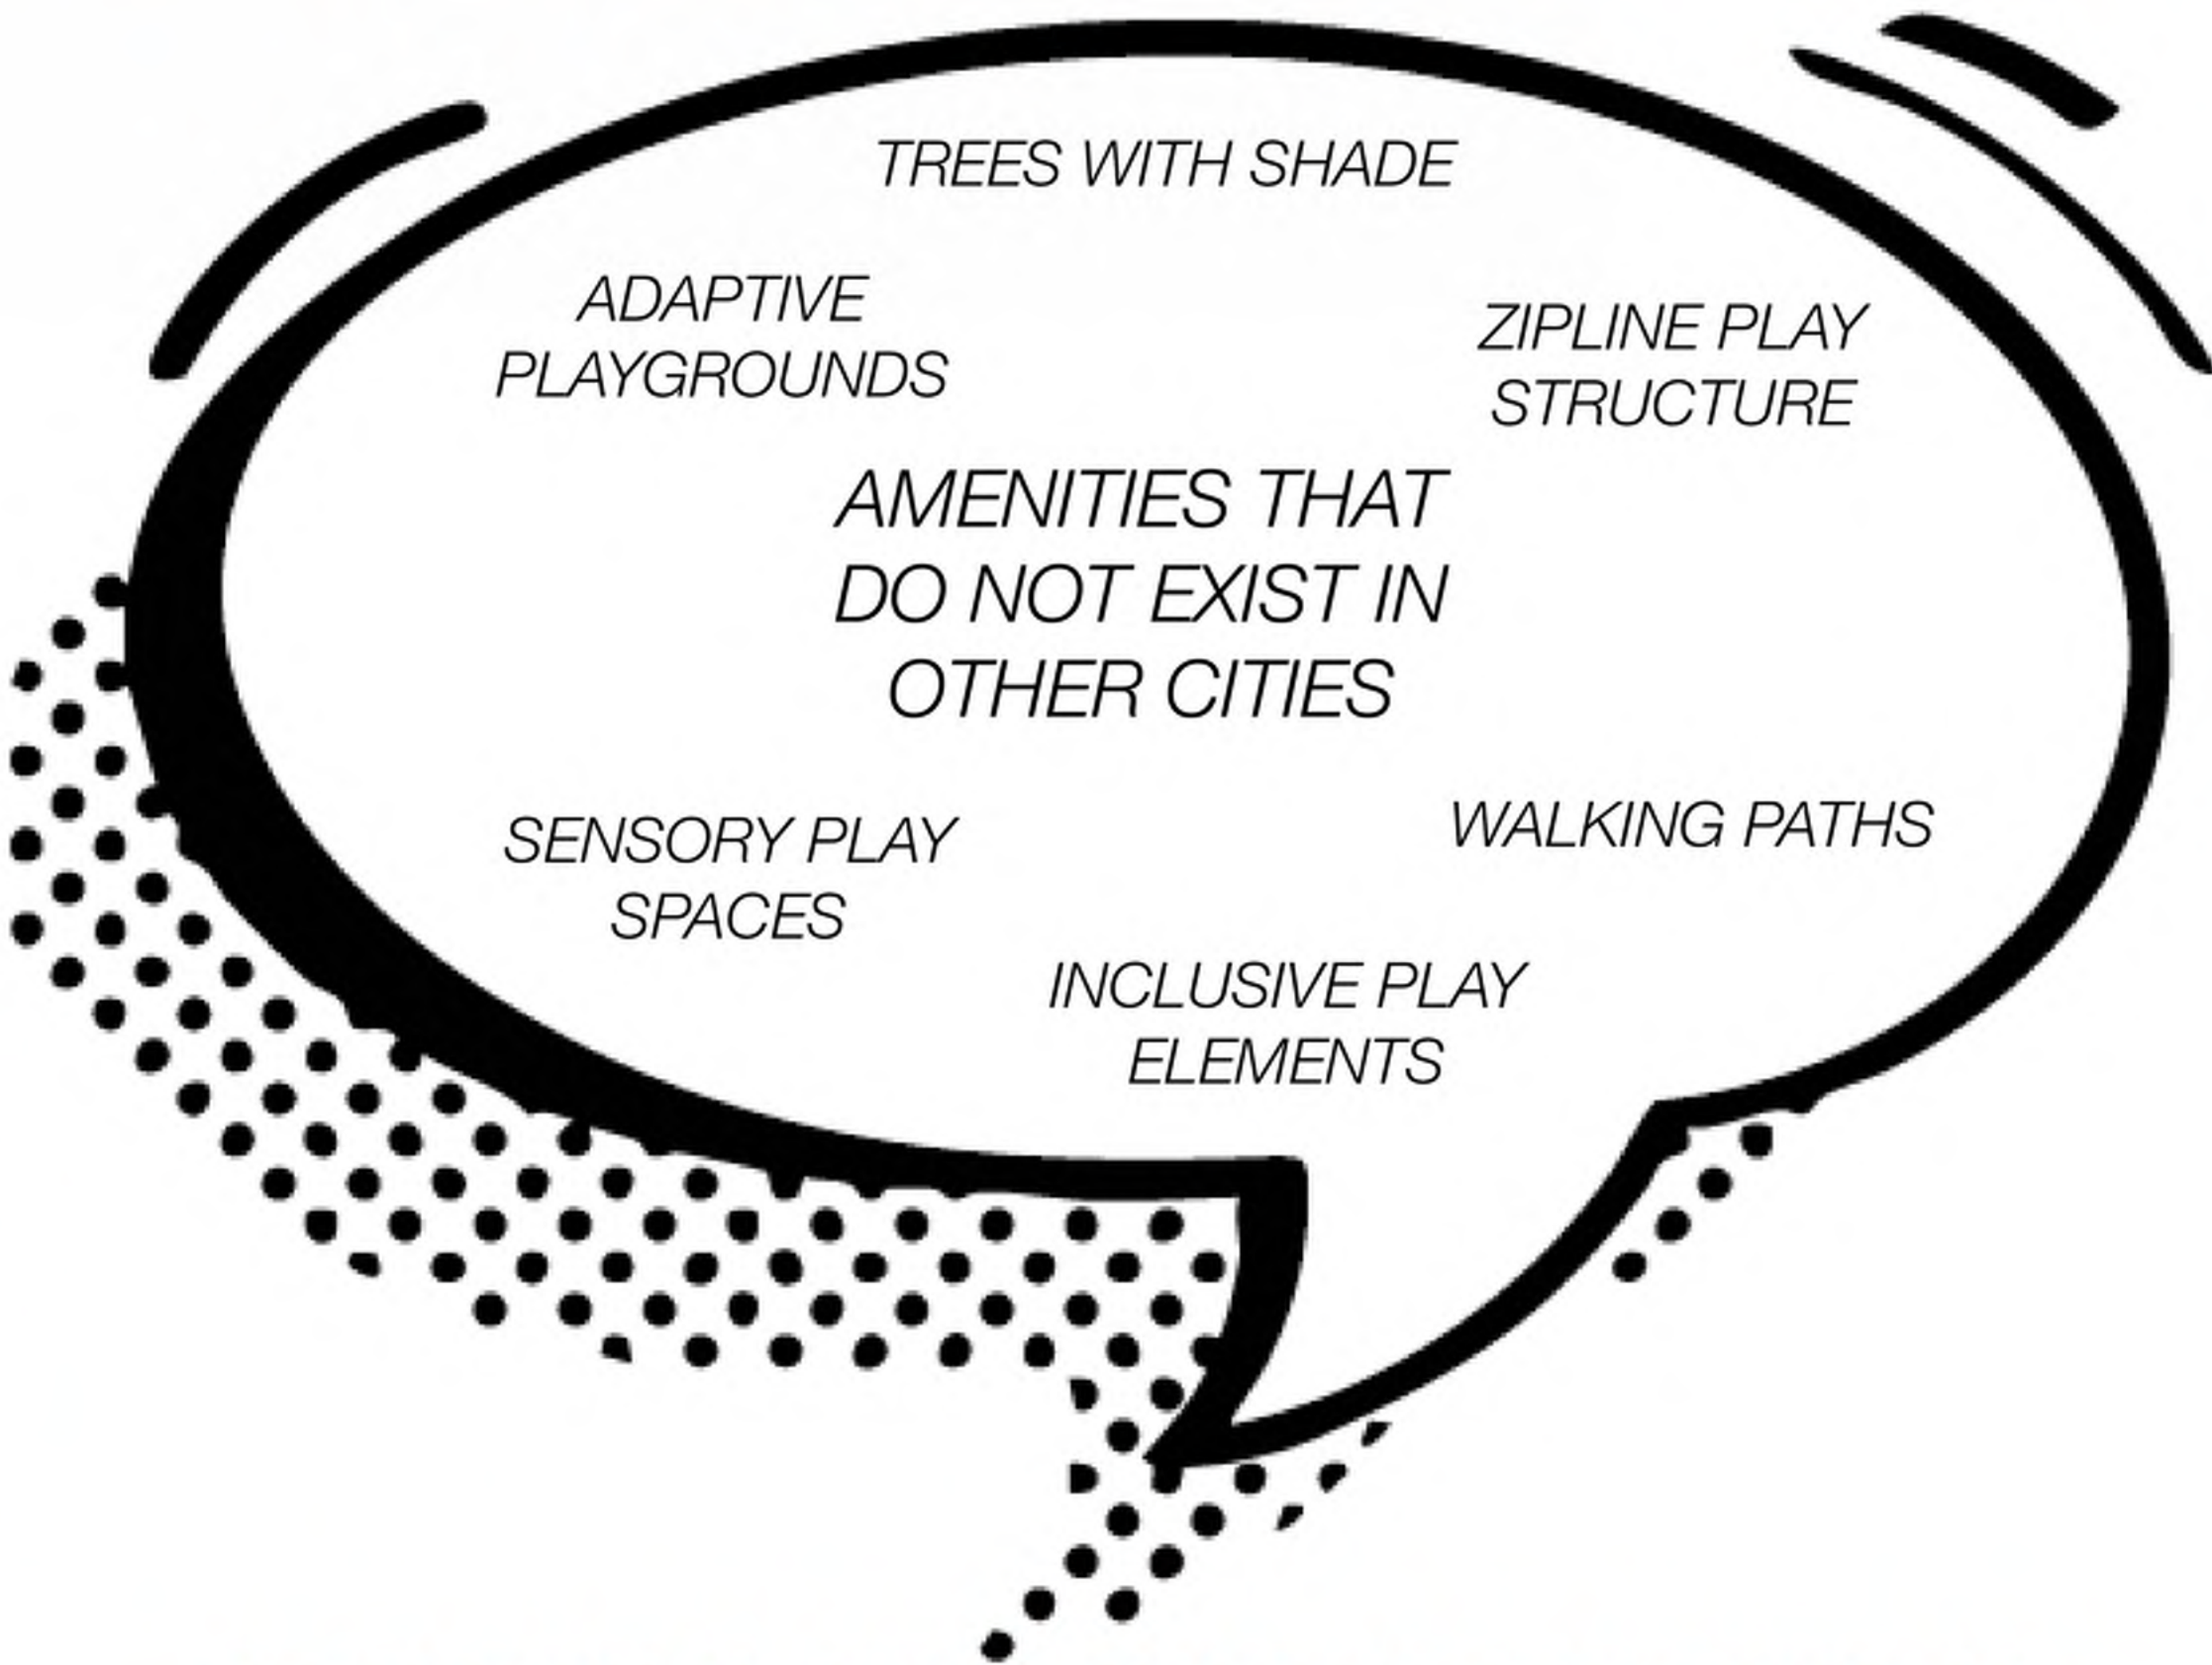 TREES WITH SHADE
ADAPTIVE
PLAYGROUNDS
ZIPLINE PLAY
STRUCTURE
AMENITIES THAT
DO NOT EXIST IN
OTHER CITIES
SENSORY PLAY
SPACES
WALKING PATHS
INCLUSIVE PLAY
ELEMENTS